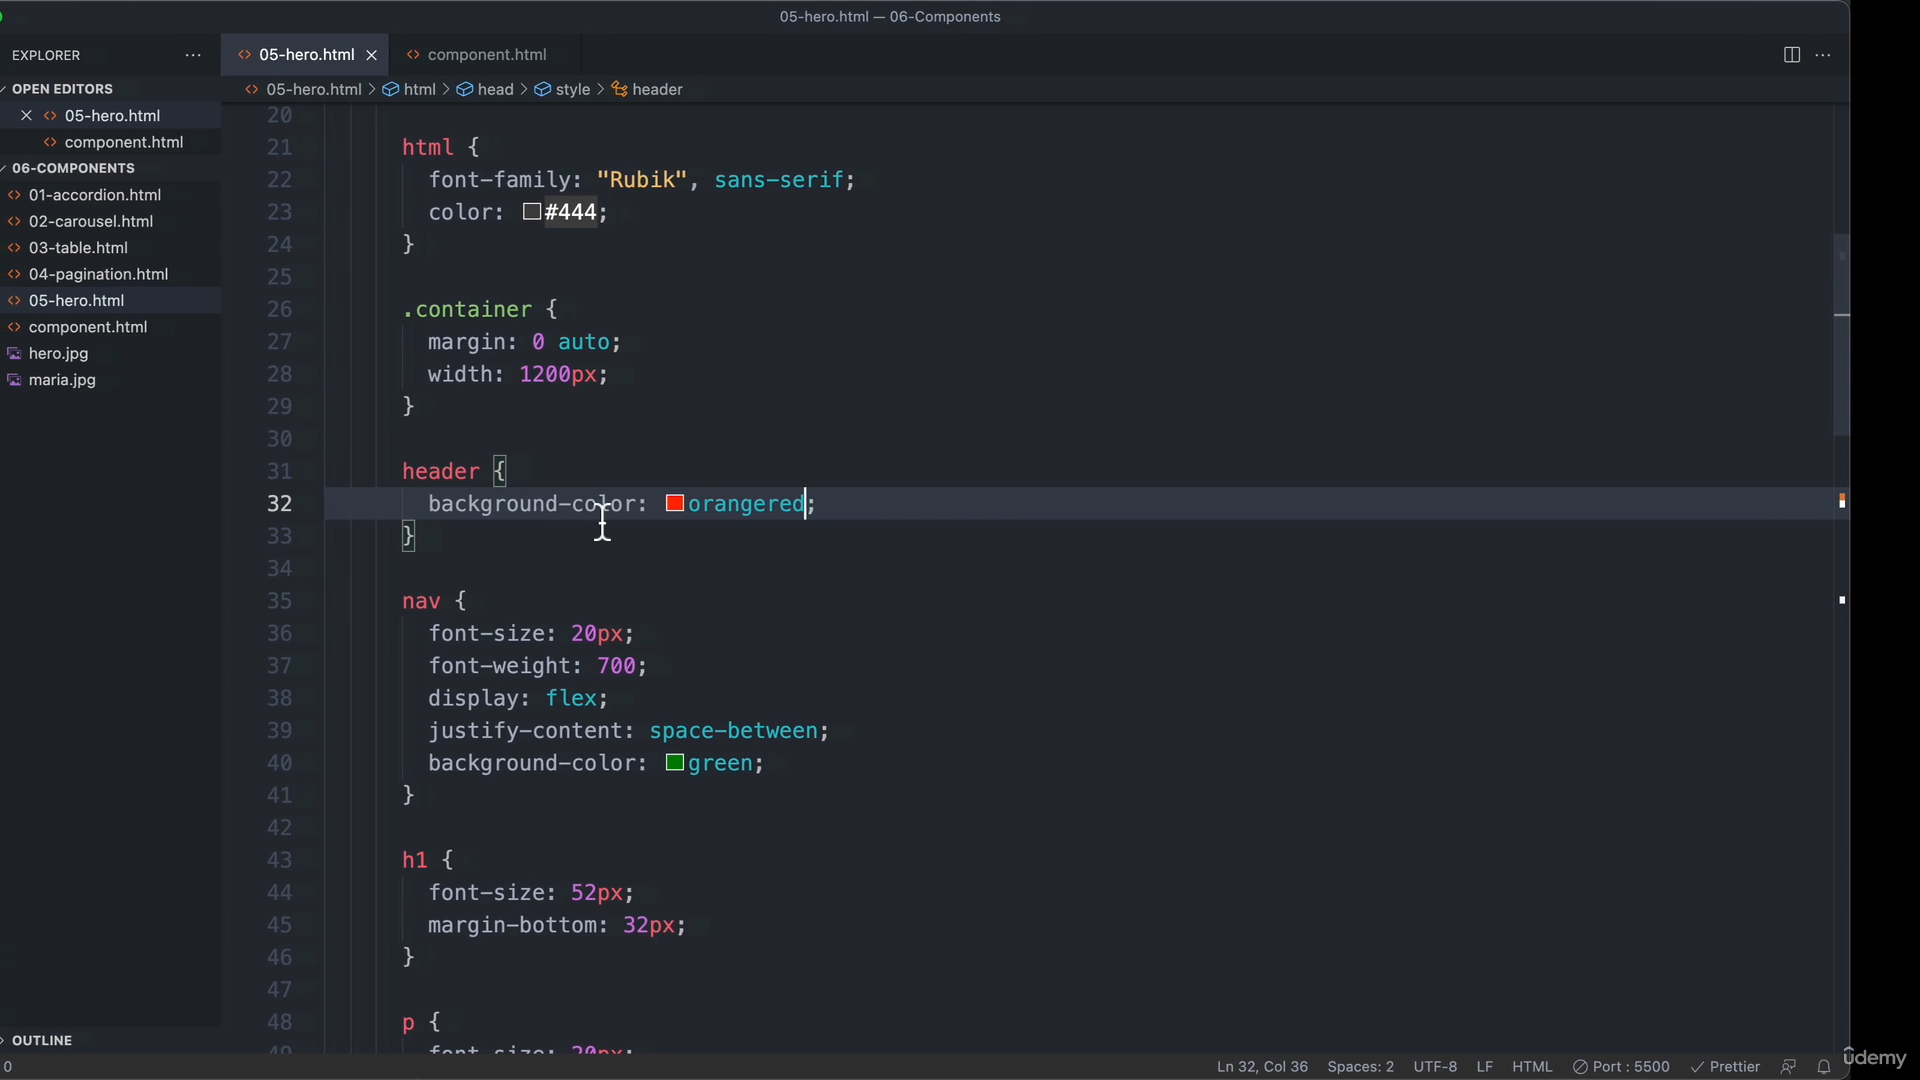 05-hero.html — 06-Components
EXPLORER
05-hero.html
component.html
OPEN EDITORS
05-hero.html
component.html
06-COMPONENTS
01-accordion.html
02-carousel.html
03-table.html
04-pagination.html
05-hero.html
component.html
hero.jpg
maria.jpg
OUTLINE
05-hero.html > html > head > style > header
20
21 html {
22 font-family: "Rubik", sans-serif;
23 color: #444;
24 }
25
26 .container {
27 margin: 0 auto;
28 width: 1200px;
29 }
30
31 header {
32 background-color: orangered;
33 }
34
35 nav {
36 font-size: 20px;
37 font-weight: 700;
38 display: flex;
39 justify-content: space-between;
40 background-color: green;
41 }
42
43 h1 {
44 font-size: 52px;
45 margin-bottom: 32px;
46 }
47
48 p {
49 font-size: 20px;
0
Ln 32, Col 36 Spaces: 2 UTF-8 LF HTML Port : 5500 Prettier
ûdemy